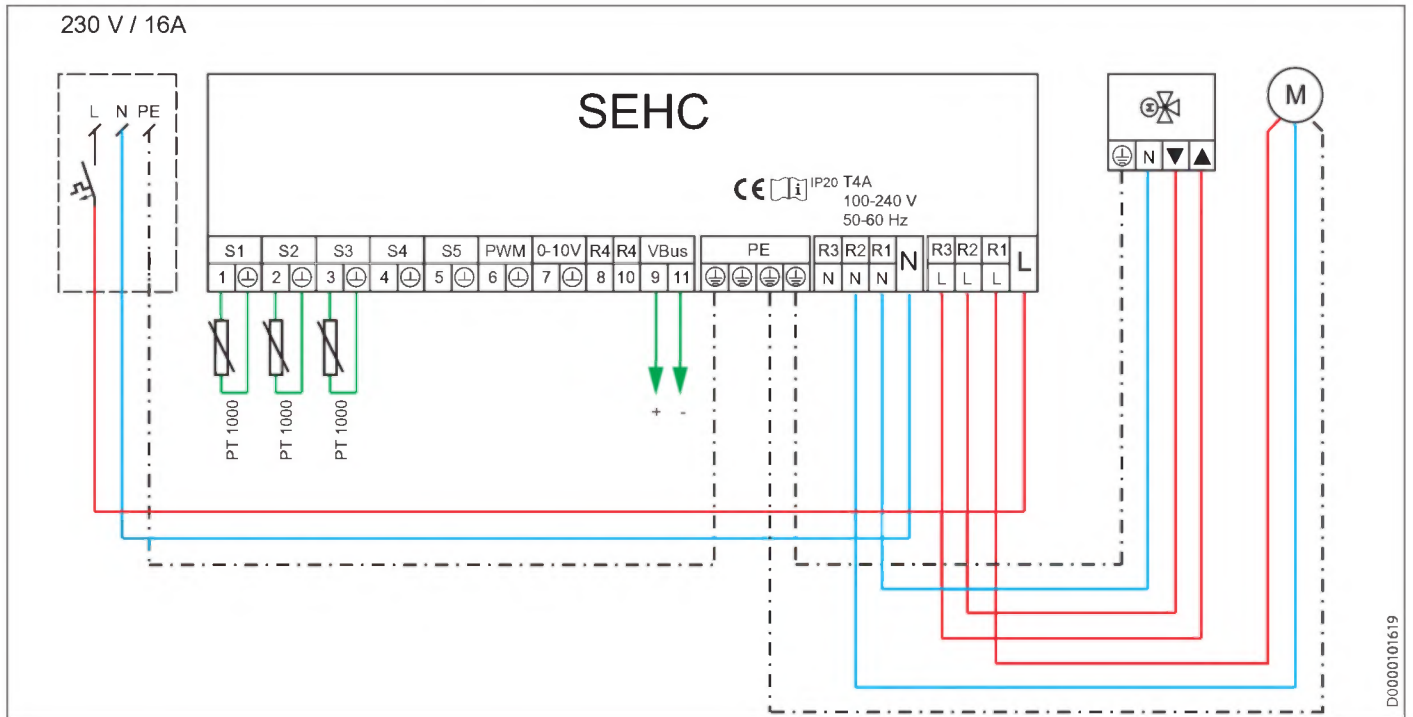 230 V / 16A
L N PE
SEHC
CE i IP20 T4A
100-240 V
50-60 Hz
S1 S2 S3 S4 S5 PWM 0-10V R4 R4 VBus PE R3 R2 R1 N R3 R2 R1 L
1 2 3 4 5 6 7 8 10 9 11 N N N L L L
M
N ▼ ▲
M
PT 1000
PT 1000
PT 1000
+ -
D0000101619